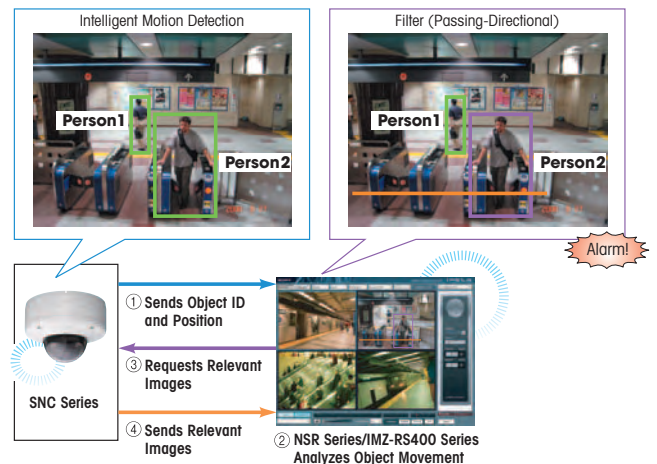 Intelligent Motion Detection
Filter (Passing-Directional)
Person1
Person2
Person1
Person2
Alarm!
① Sends Object ID
and Position
③ Requests Relevant
Images
SNC Series
④ Sends Relevant
Images
② NSR Series/IMZ-RS400 Series
Analyzes Object Movement